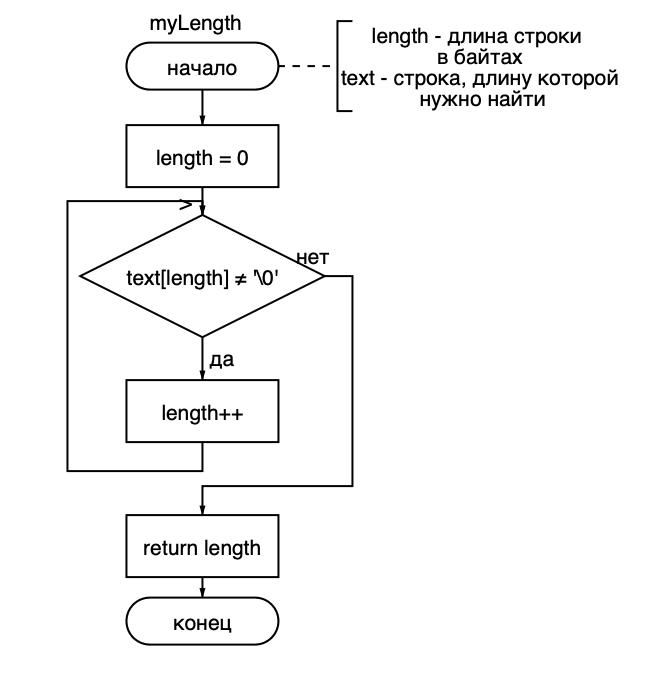 myLength
начало
length - длина строки
в байтах
text - строка, длину которой
нужно найти
length = 0
>
text[length] ≠ '\0'
нет
да
length++
return length
конец